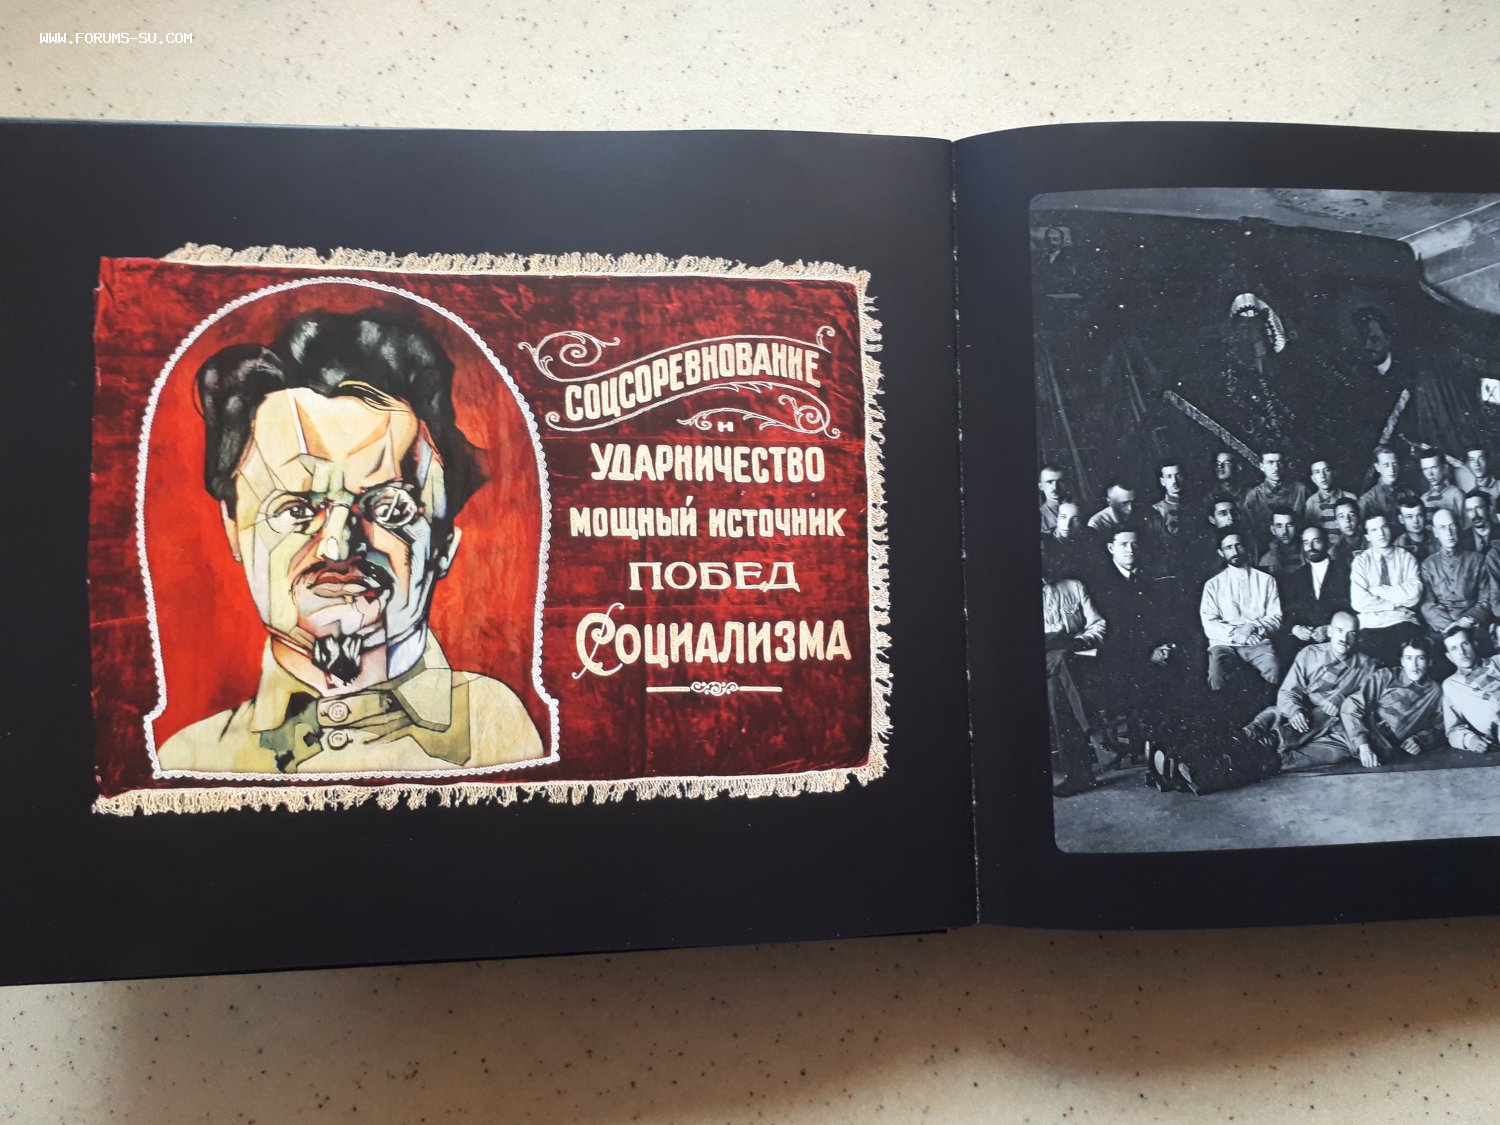 WWW.FORUMS-SU.COM
СОЦСОРЕВНОВАНИЕ
И
УДАРНИЧЕСТВО
МОЩНЫЙ ИСТОЧНИК
ПОБЕД
СОЦИАЛИЗМА